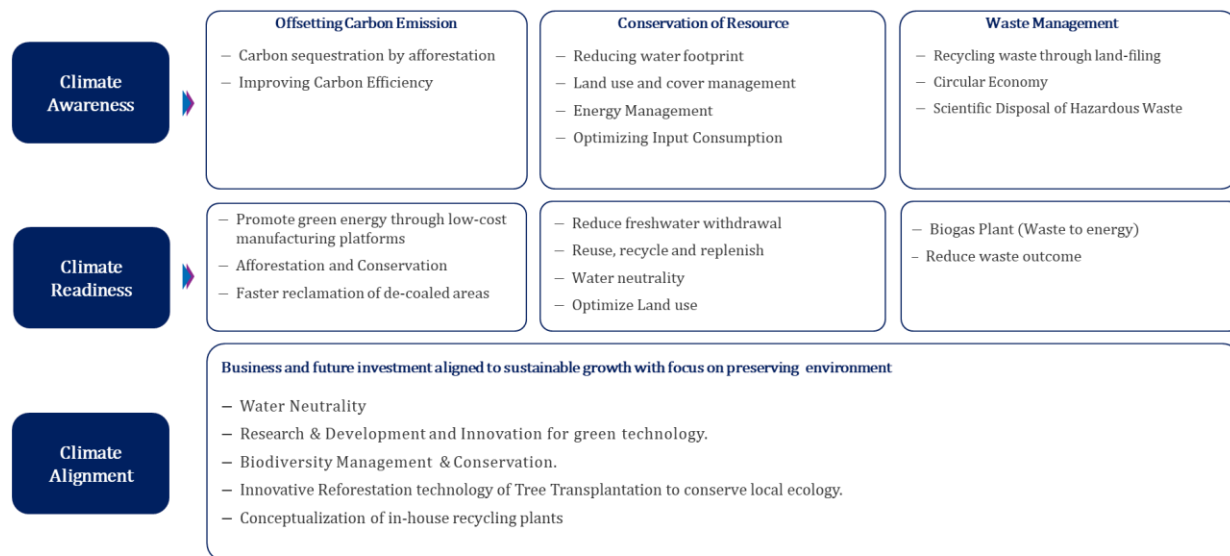 Offsetting Carbon Emission
Conservation of Resource
Waste Management
Climate
Awareness
– Carbon sequestration by afforestation
– Improving Carbon Efficiency
– Reducing water footprint
– Land use and cover management
– Energy Management
– Optimizing Input Consumption
– Recycling waste through land-filing
– Circular Economy
– Scientific Disposal of Hazardous Waste
Climate
Readiness
– Promote green energy through low-cost
manufacturing platforms
– Afforestation and Conservation
– Faster reclamation of de-coaled areas
– Reduce freshwater withdrawal
– Reuse, recycle and replenish
– Water neutrality
– Optimize Land use
– Biogas Plant (Waste to energy)
– Reduce waste outcome
Climate
Alignment
Business and future investment aligned to sustainable growth with focus on preserving environment
– Water Neutrality
– Research & Development and Innovation for green technology.
– Biodiversity Management & Conservation.
– Innovative Reforestation technology of Tree Transplantation to conserve local ecology.
– Conceptualization of in-house recycling plants